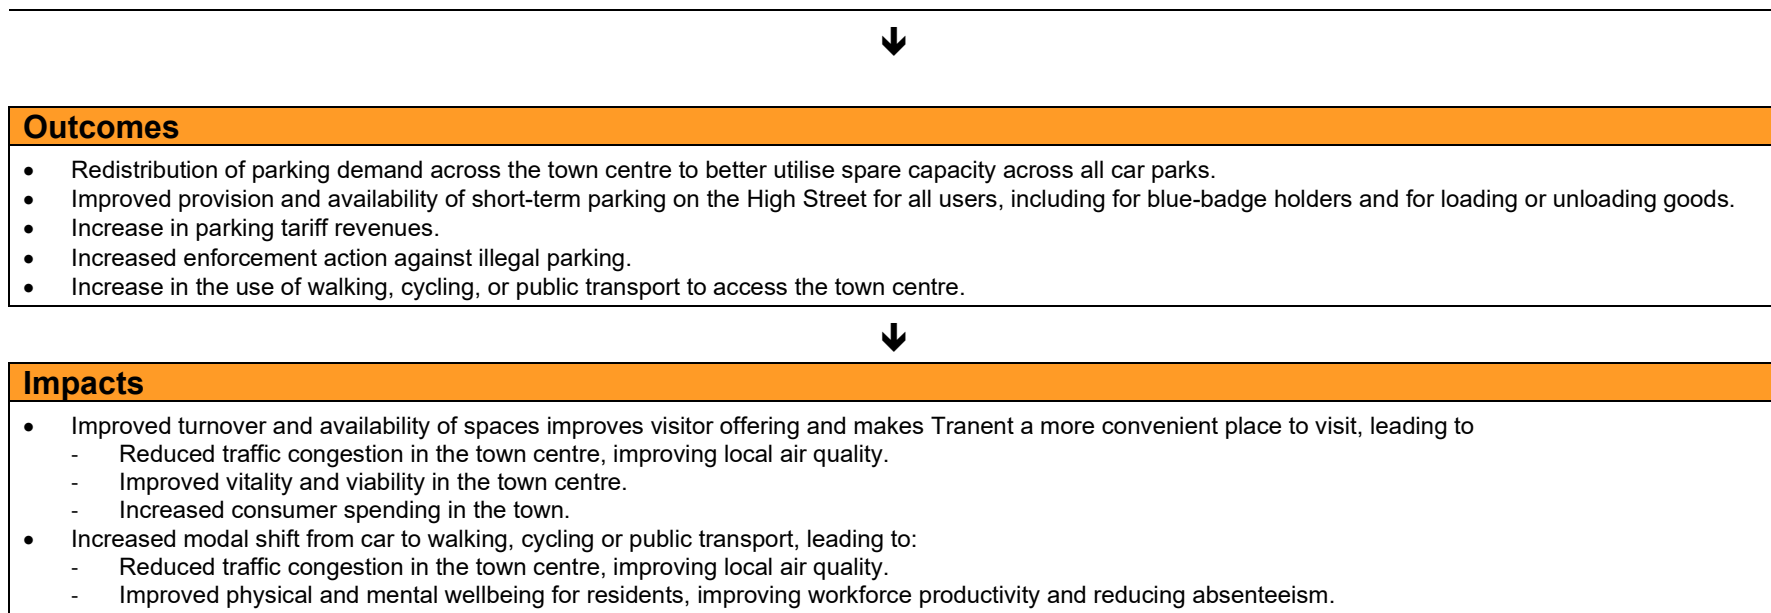 Outcomes
• Redistribution of parking demand across the town centre to better utilise spare capacity across all car parks.
• Improved provision and availability of short-term parking on the High Street for all users, including for blue-badge holders and for loading or unloading goods.
• Increase in parking tariff revenues.
• Increased enforcement action against illegal parking.
• Increase in the use of walking, cycling, or public transport to access the town centre.
Impacts
• Improved turnover and availability of spaces improves visitor offering and makes Tranent a more convenient place to visit, leading to
- Reduced traffic congestion in the town centre, improving local air quality.
- Improved vitality and viability in the town centre.
- Increased consumer spending in the town.
• Increased modal shift from car to walking, cycling or public transport, leading to:
- Reduced traffic congestion in the town centre, improving local air quality.
- Improved physical and mental wellbeing for residents, improving workforce productivity and reducing absenteeism.